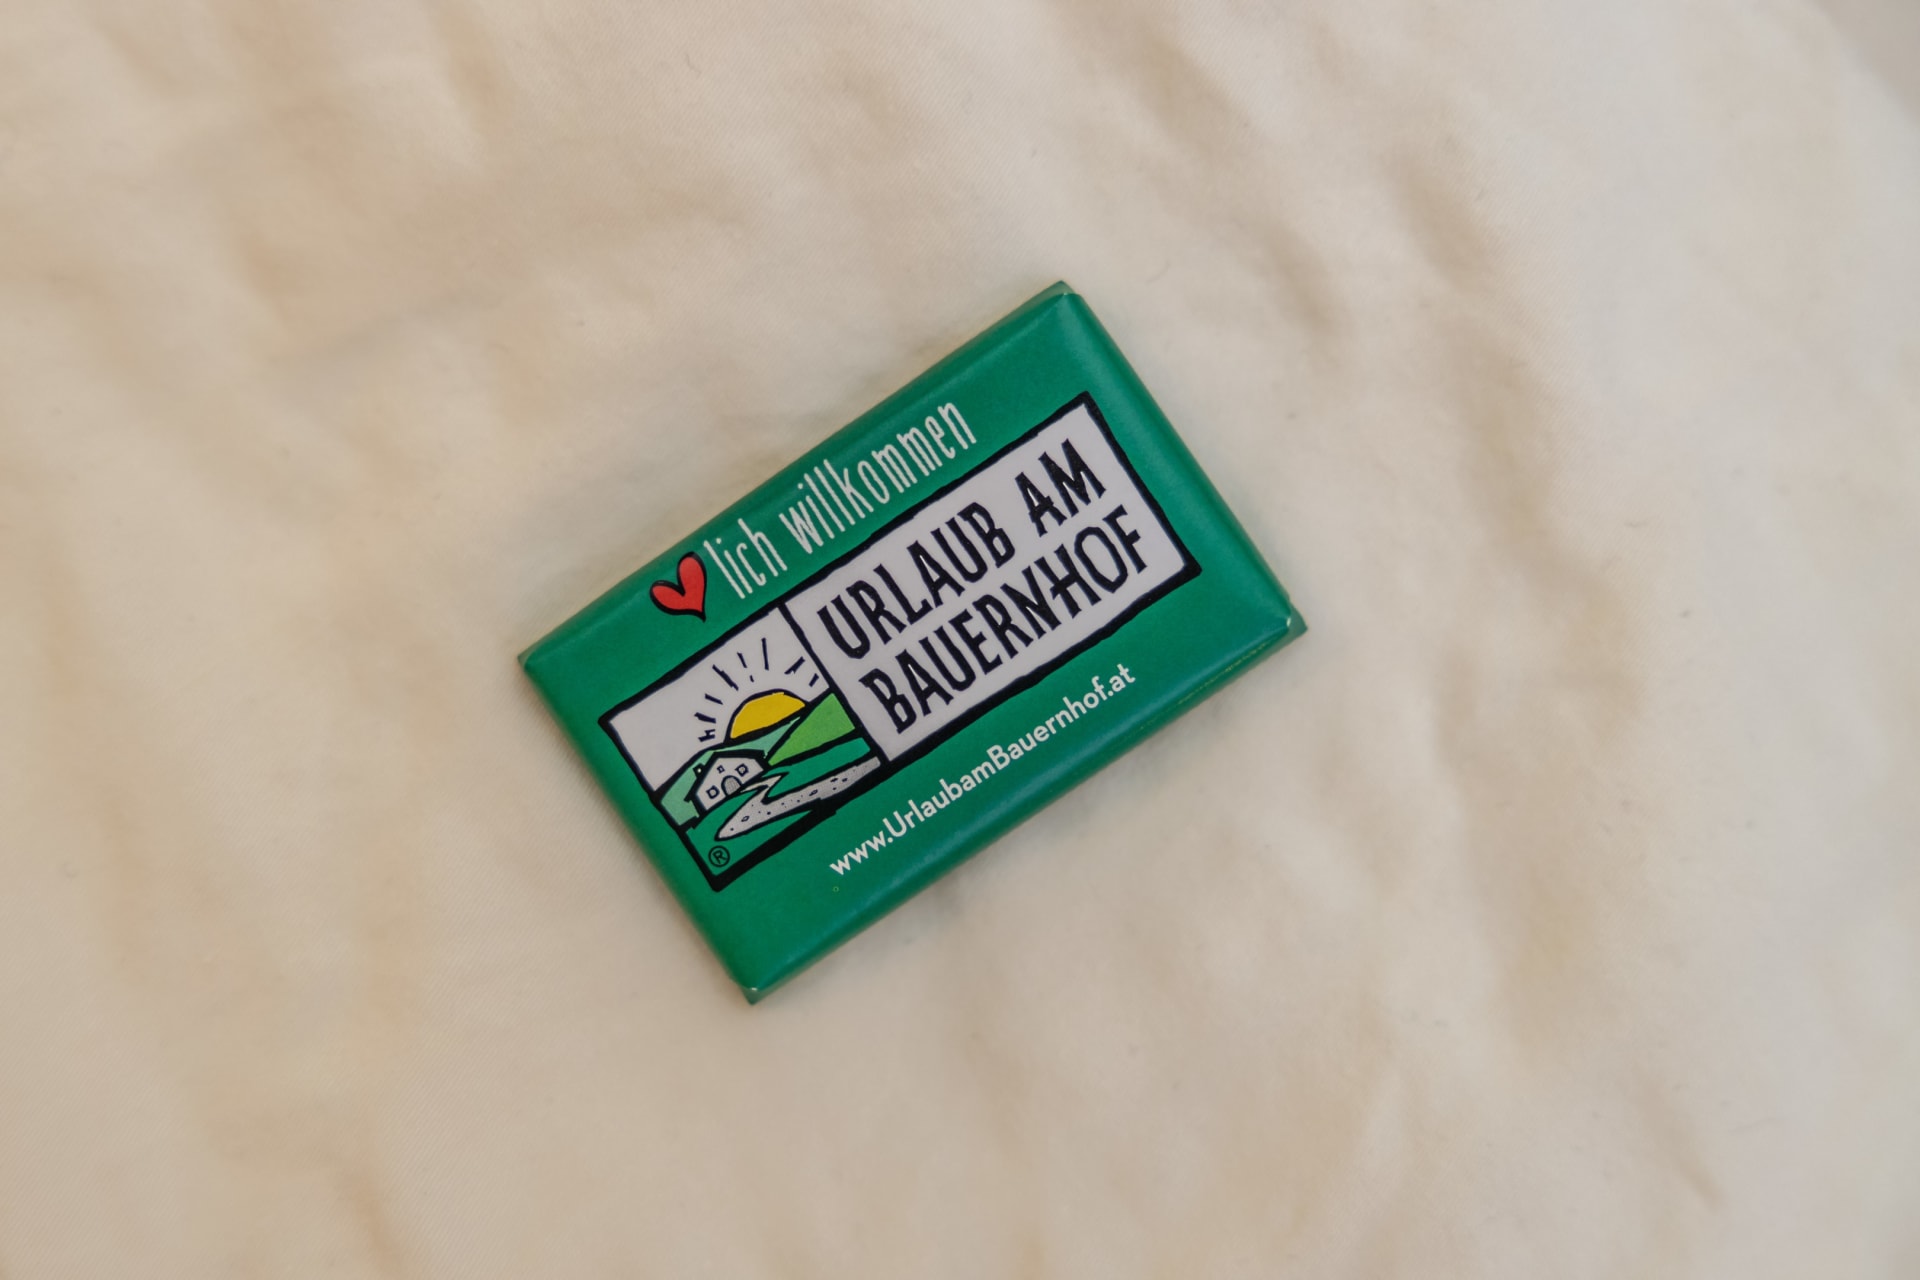 lich willkommen
URLAUB AM
BAUERNHOF
®
www.UrlaubamBauernhof.at